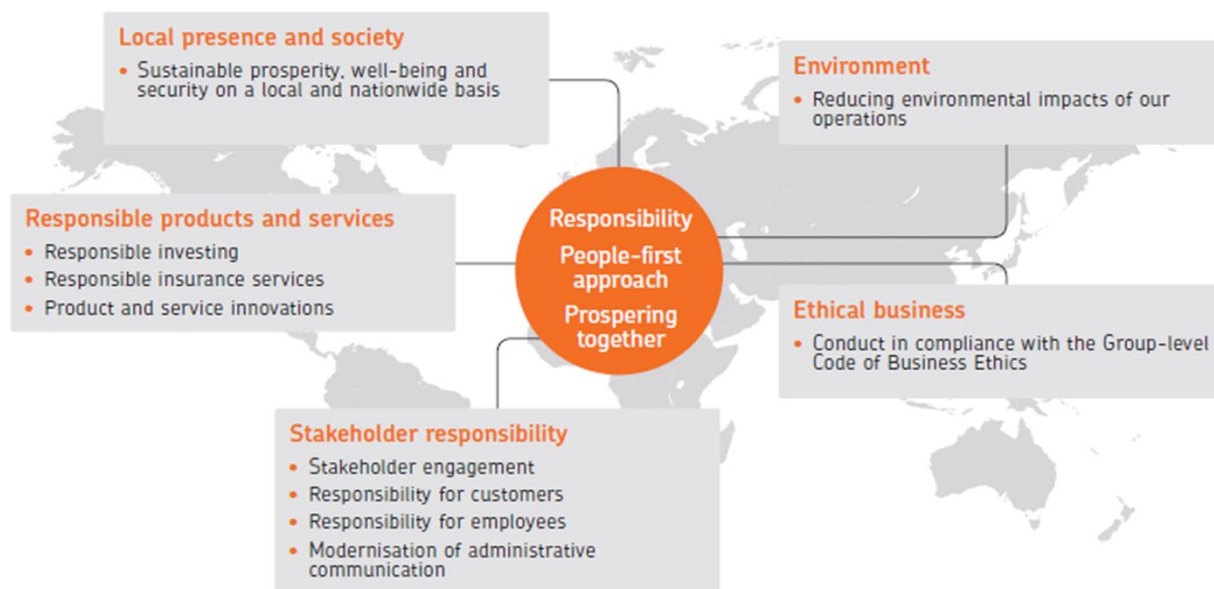 Local presence and society
• Sustainable prosperity, well-being and
security on a local and nationwide basis
Environment
• Reducing environmental impacts of our
operations
Responsible products and services
• Responsible investing
• Responsible insurance services
• Product and service innovations
Responsibility
People-first
approach
Prospering
together
Ethical business
• Conduct in compliance with the Group-level
Code of Business Ethics
Stakeholder responsibility
• Stakeholder engagement
• Responsibility for customers
• Responsibility for employees
• Modernisation of administrative
communication